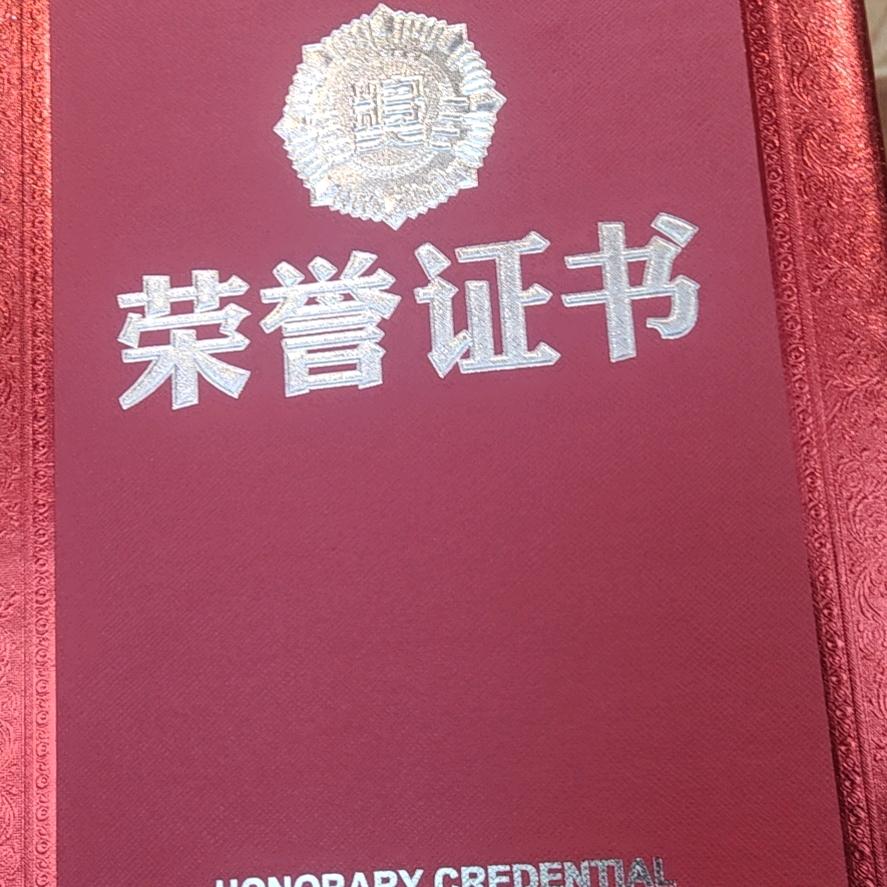 荣誉证书
HONORARY CREDENTIAL